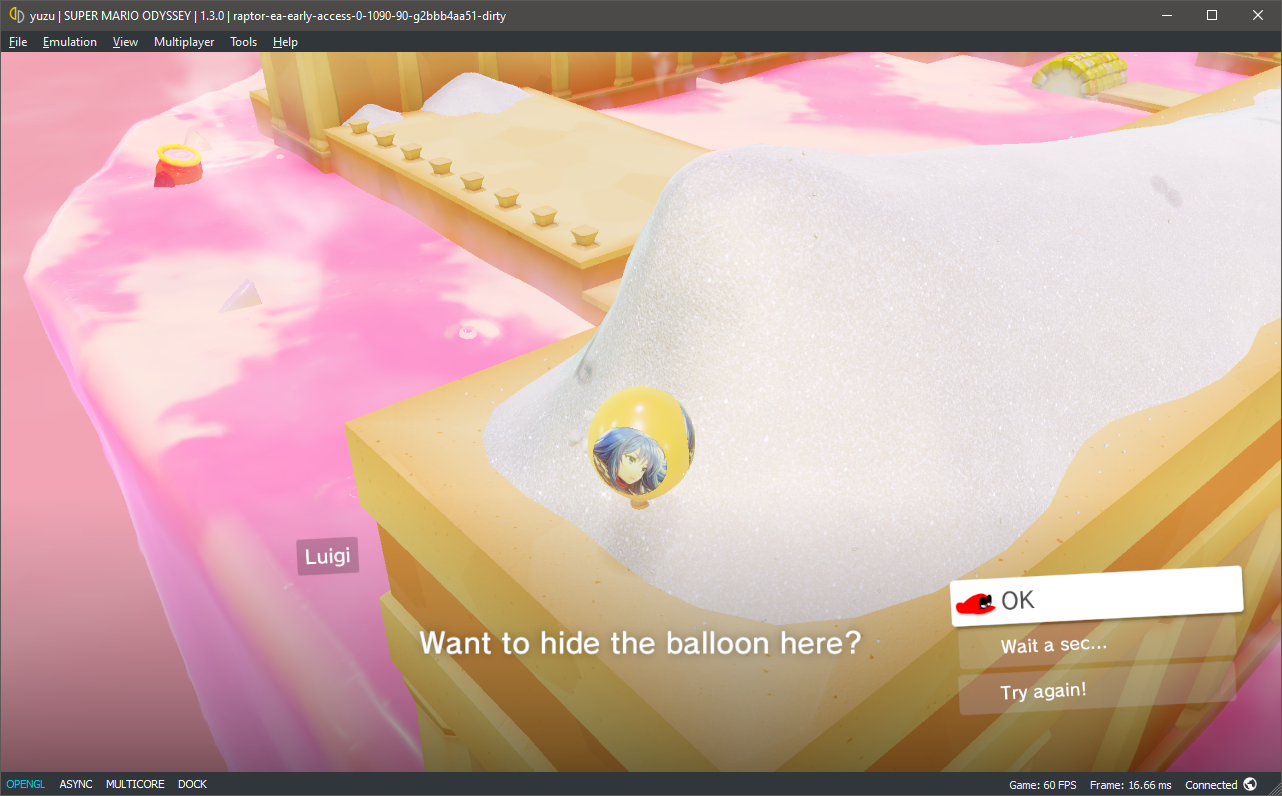 yuzu | SUPER MARIO ODYSSEY | 1.3.0 | raptor-ea-early-access-0-1090-90-g2bbb4aa51-dirty
File Emulation View Multiplayer Tools Help
Luigi
Want to hide the balloon here?
OK
Wait a sec...
Try again!
OPENGL ASYNC MULTICORE DOCK Game: 60 FPS Frame: 16.66 ms Connected